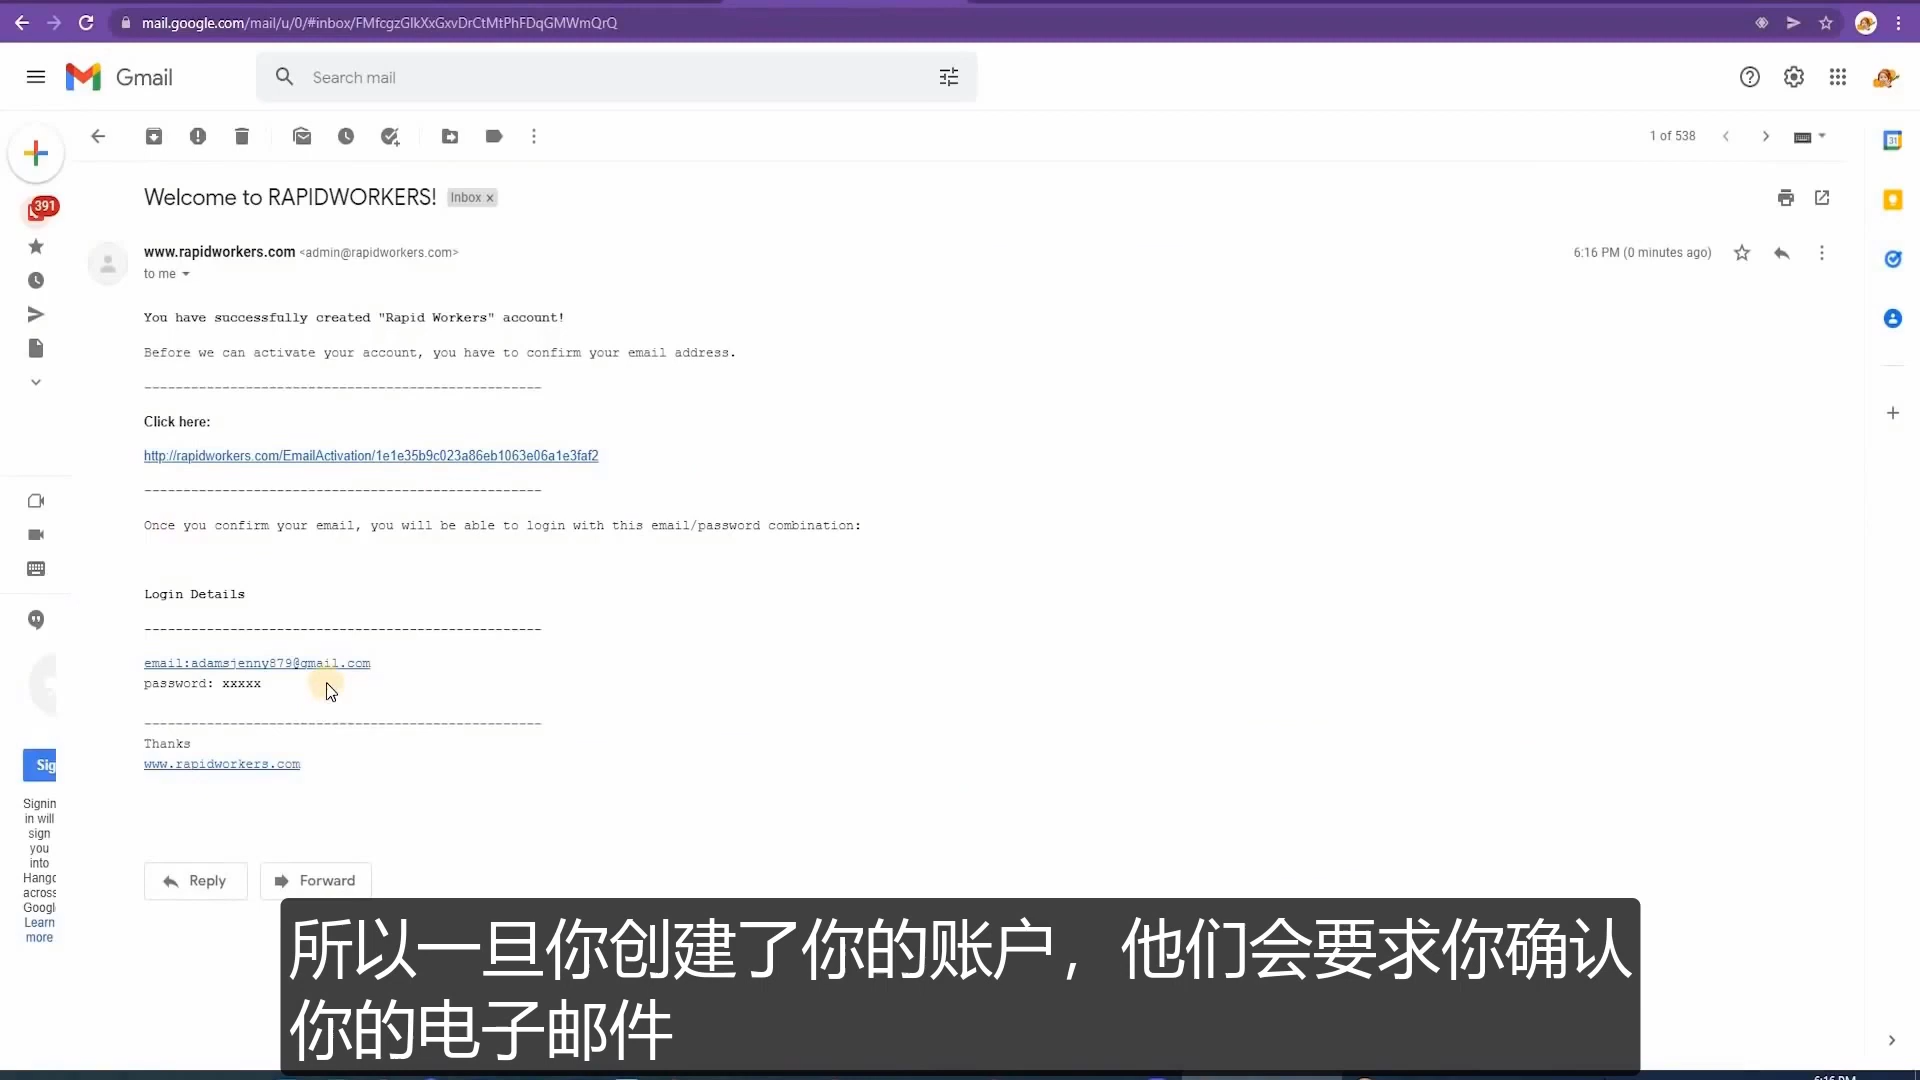 mail.google.com/mail/u/0/#inbox/FMfcgzGlkXxGxvDrCtMtPhFDqGMWmQrQ
Gmail
Search mail
1 of 538
31
391
Welcome to RAPIDWORKERS!
Inbox x
www.rapidworkers.com <admin@rapidworkers.com>
6:16 PM (0 minutes ago)
to me
You have successfully created "Rapid Workers" account!
Before we can activate your account, you have to confirm your email address.
---------------------------------------------------
Click here:
http://rapidworkers.com/EmailActivation/1e1e35b9c023a86eb1063e06a1e3faf2
---------------------------------------------------
Once you confirm your email, you will be able to login with this email/password combination:
Login Details
---------------------------------------------------
email:adamsjenny879@gmail.com
password: xxxxx
---------------------------------------------------
Thanks
www.rapidworkers.com
Sig
Signin
in will
sign
you
into
Hango
across
Googl
Learn
more
Reply
Forward
所以一旦你创建了你的账户，他们会要求你确认
你的电子邮件